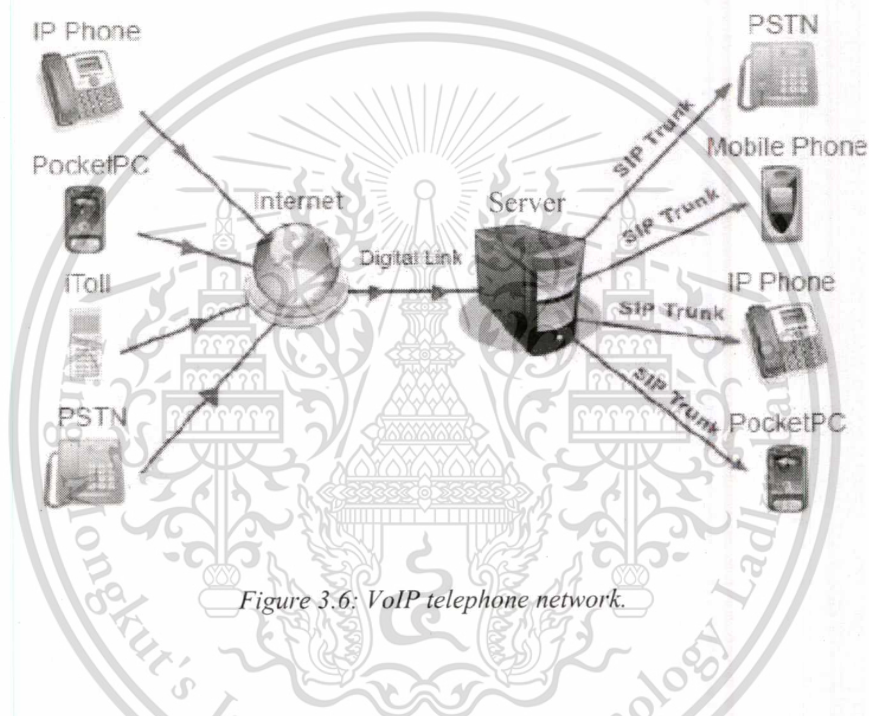 IP Phone
PocketPC
iToll
PSTN
Internet
Digital Link
Server
SIP Trunk
SIP Trunk
SIP Trunk
SIP Trunk
PSTN
Mobile Phone
IP Phone
PocketPC
Figure 3.6: VoIP telephone network.